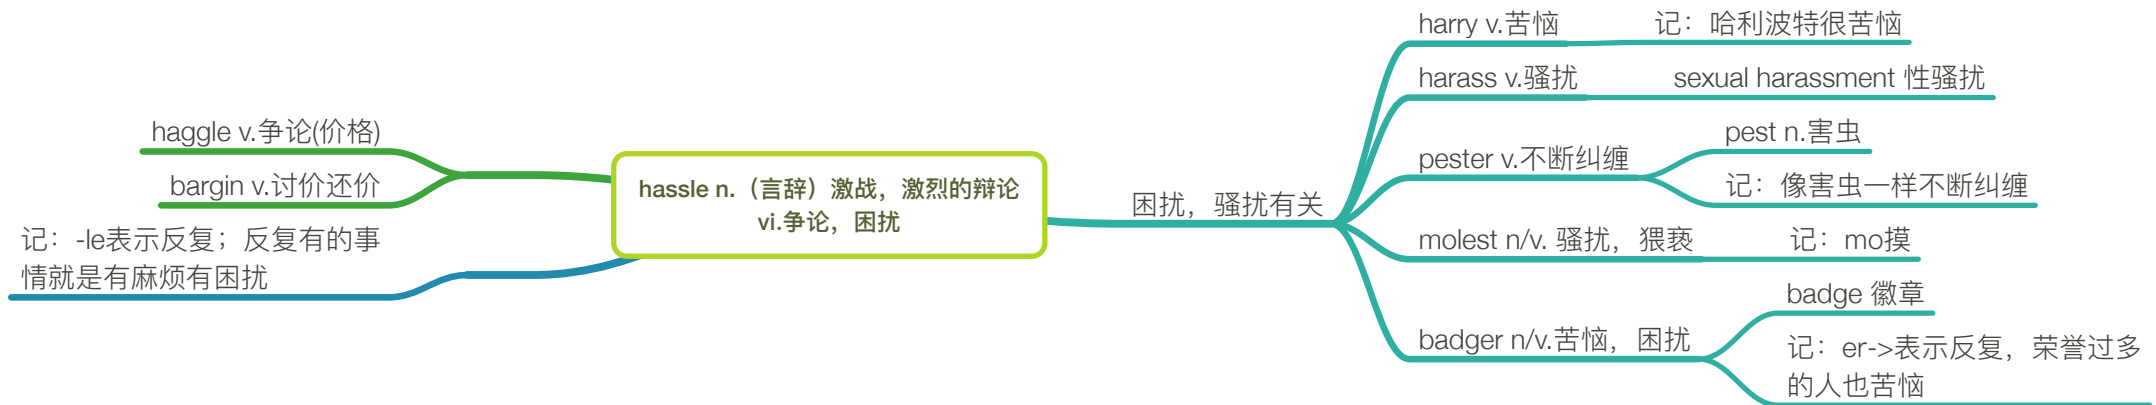 haggle v.争论(价格)
bargin v.讨价还价
记：-le表示反复；反复有的事
情就是有麻烦有困扰
hassle n.（言辞）激战，激烈的辩论
vi.争论，困扰
困扰，骚扰有关
harry v.苦恼
记：哈利波特很苦恼
harass v.骚扰
sexual harassment 性骚扰
pester v.不断纠缠
pest n.害虫
记：像害虫一样不断纠缠
molest n/v. 骚扰，猥亵
记：mo摸
badger n/v.苦恼，困扰
badge 徽章
记：er->表示反复，荣誉过多
的人也苦恼